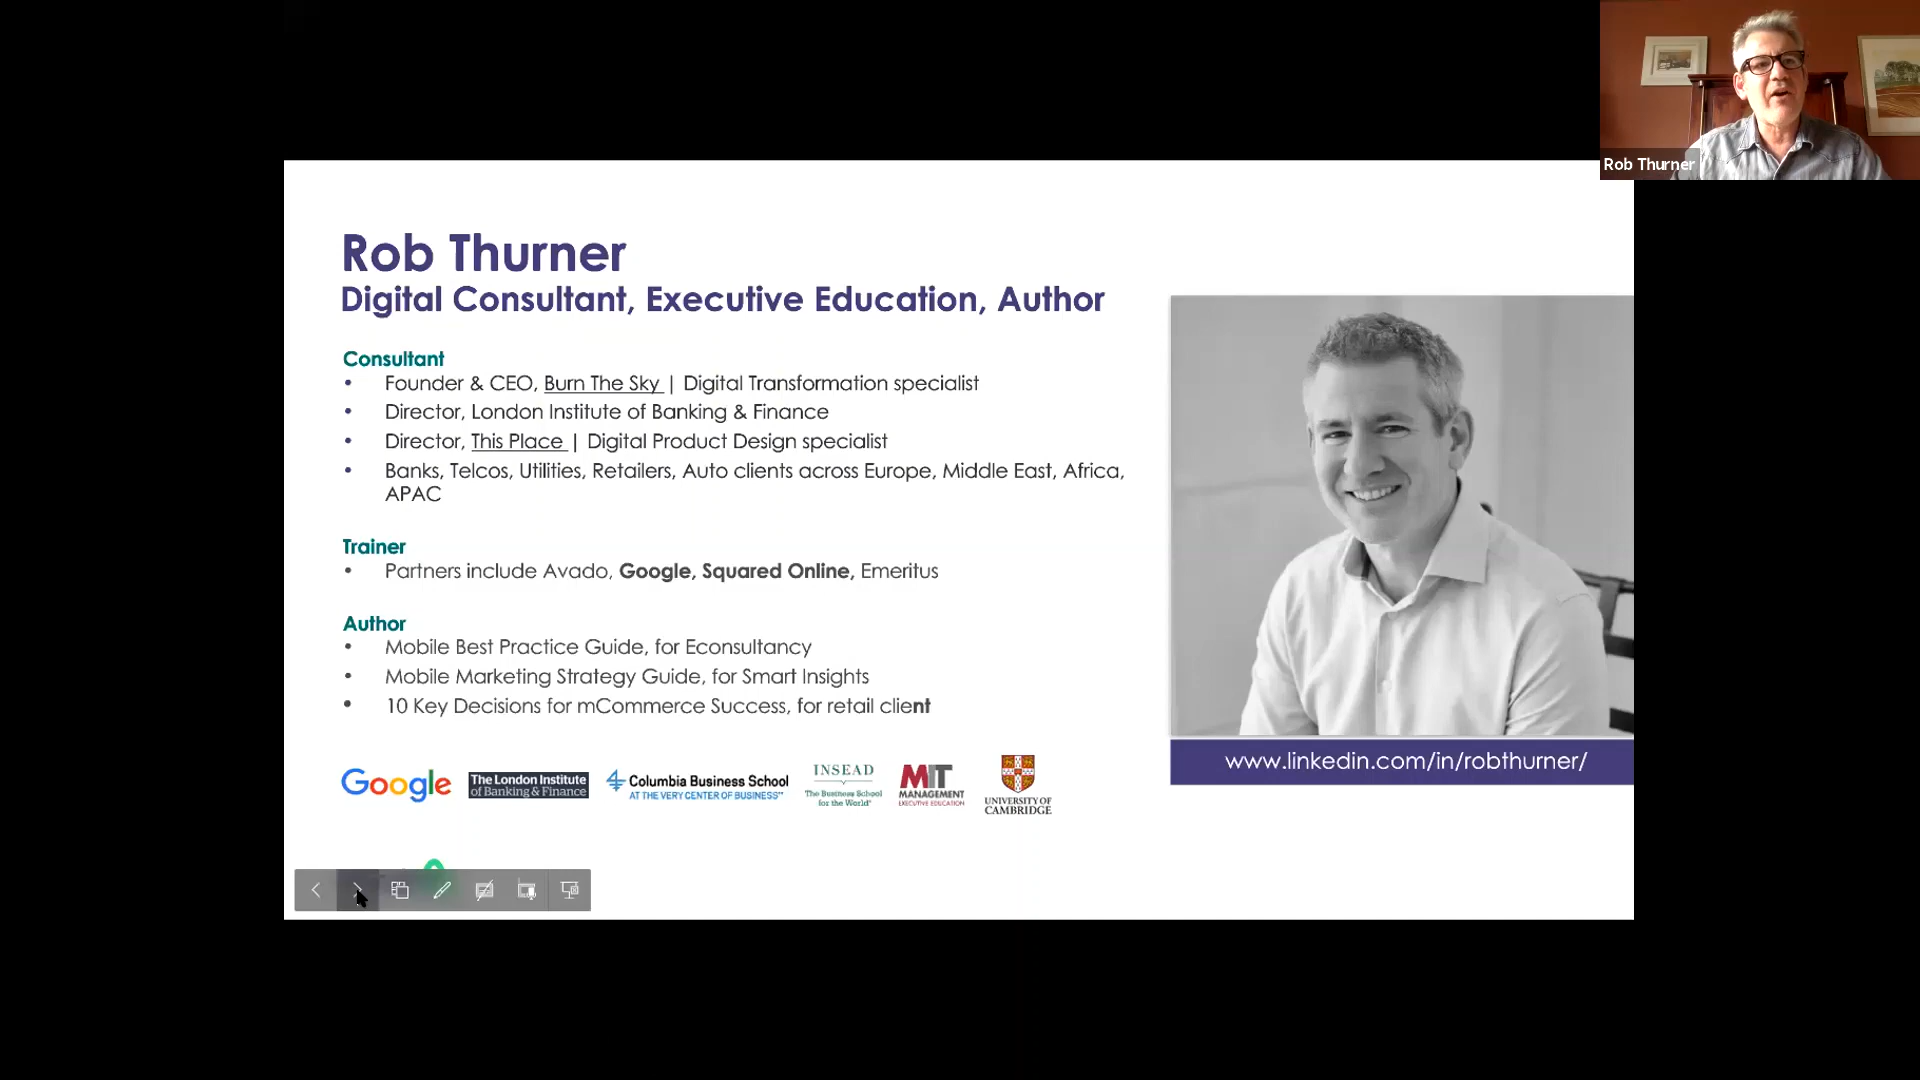 Rob Thurner
Rob Thurner
Digital Consultant, Executive Education, Author
Consultant
• Founder & CEO, Burn The Sky | Digital Transformation specialist
• Director, London Institute of Banking & Finance
• Director, This Place | Digital Product Design specialist
• Banks, Telcos, Utilities, Retailers, Auto clients across Europe, Middle East, Africa,
APAC
Trainer
• Partners include Avado, Google, Squared Online, Emeritus
Author
• Mobile Best Practice Guide, for Econsultancy
• Mobile Marketing Strategy Guide, for Smart Insights
• 10 Key Decisions for mCommerce Success, for retail client
www.linkedin.com/in/robthurner/
Google
The London Institute
of Banking & Finance
Columbia Business School
AT THE VERY CENTER OF BUSINESS™
INSEAD
The Business School
for the World®
MIT
MANAGEMENT
EXECUTIVE EDUCATION
UNIVERSITY OF
CAMBRIDGE